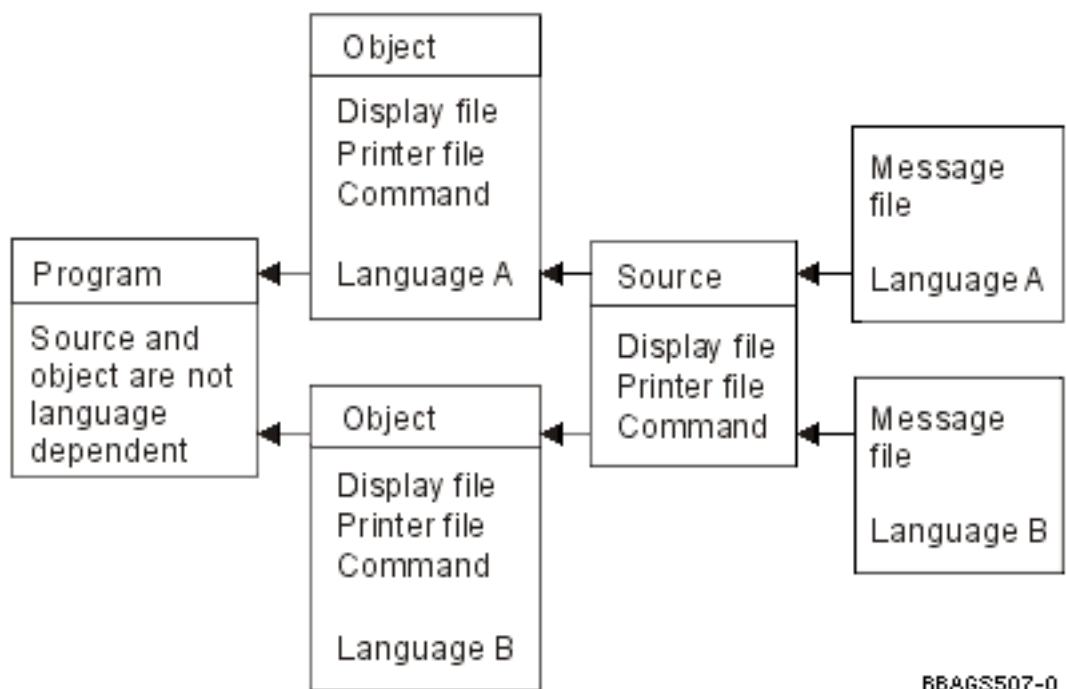 Object
Display file
Printer file
Command
Language A
Message
file
Language A
Program
Source and
object are not
language
dependent
Source
Display file
Printer file
Command
Object
Display file
Printer file
Command
Language B
Message
file
Language B
RBAGS507-0